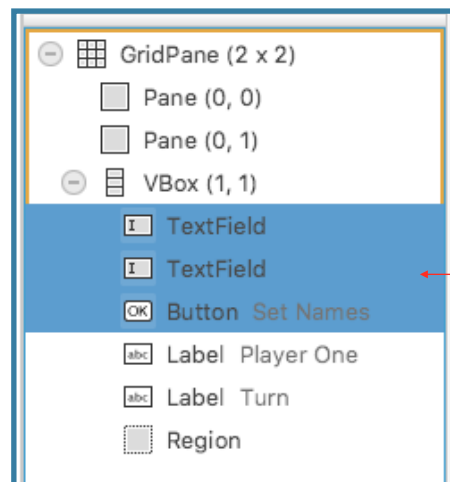 GridPane (2 x 2)
Pane (0, 0)
Pane (0, 1)
VBox (1, 1)
I TextField
I TextField
OK Button Set Names
abc Label Player One
abc Label Turn
Region